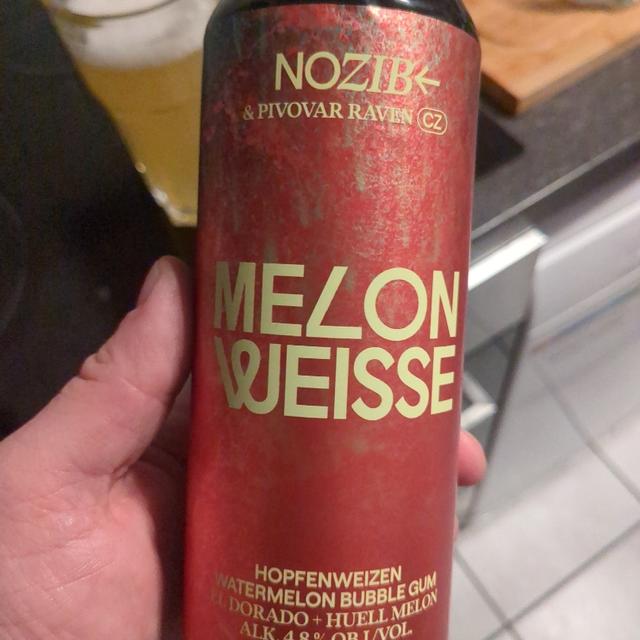 NOZIB←
& PIVOVAR RAVEN CZ
MELON
WEISSE
HOPFENWEIZEN
WATERMELON BUBBLE GUM
EL DORADO + HUELL MELON
ALK. 4,8% OBJ./VOL.